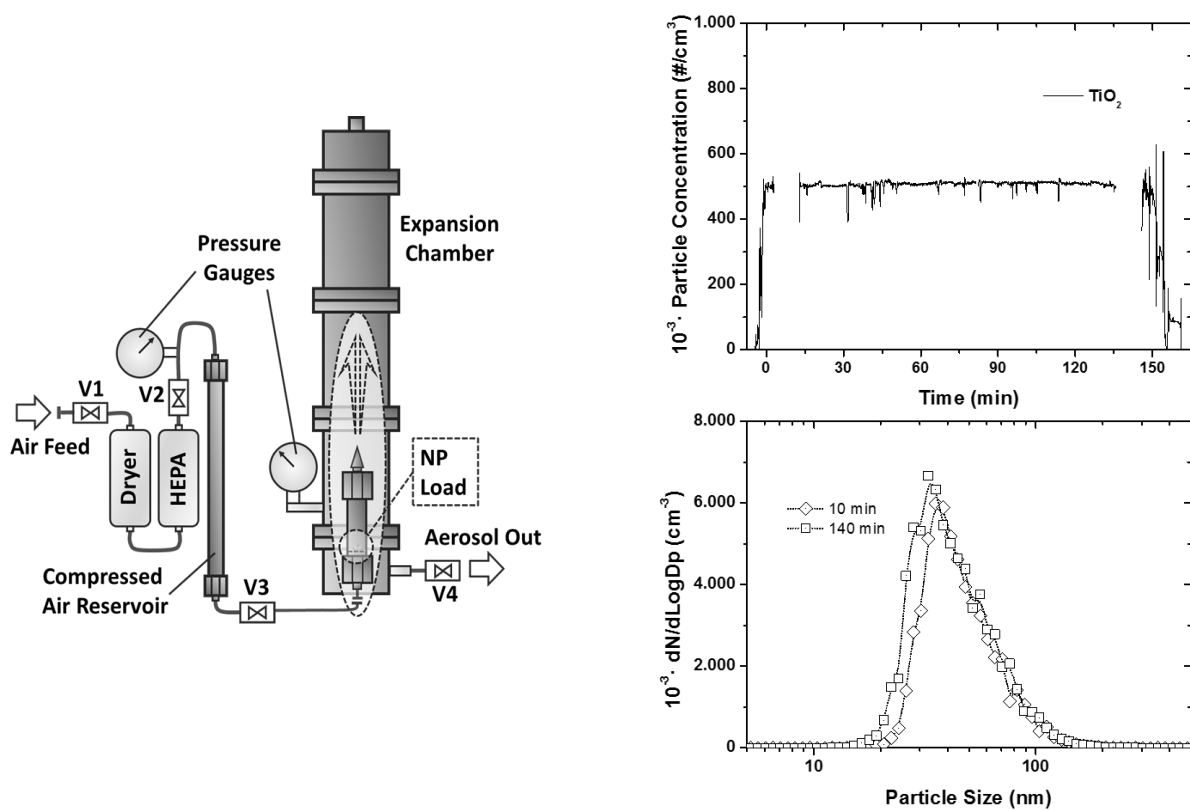 Pressure
Gauges
Expansion
Chamber
V1
V2
Air Feed
Dryer
HEPA
NP
Load
Aerosol Out
Compressed
Air Reservoir
V3
V4
10⁻³· Particle Concentration (#/cm³)
1.000
800
600
400
200
0
TiO₂
0
30
60
90
120
150
Time (min)
10⁻³· dN/dLogDp (cm⁻³)
8.000
6.000
4.000
2.000
0
10 min
140 min
10
100
Particle Size (nm)